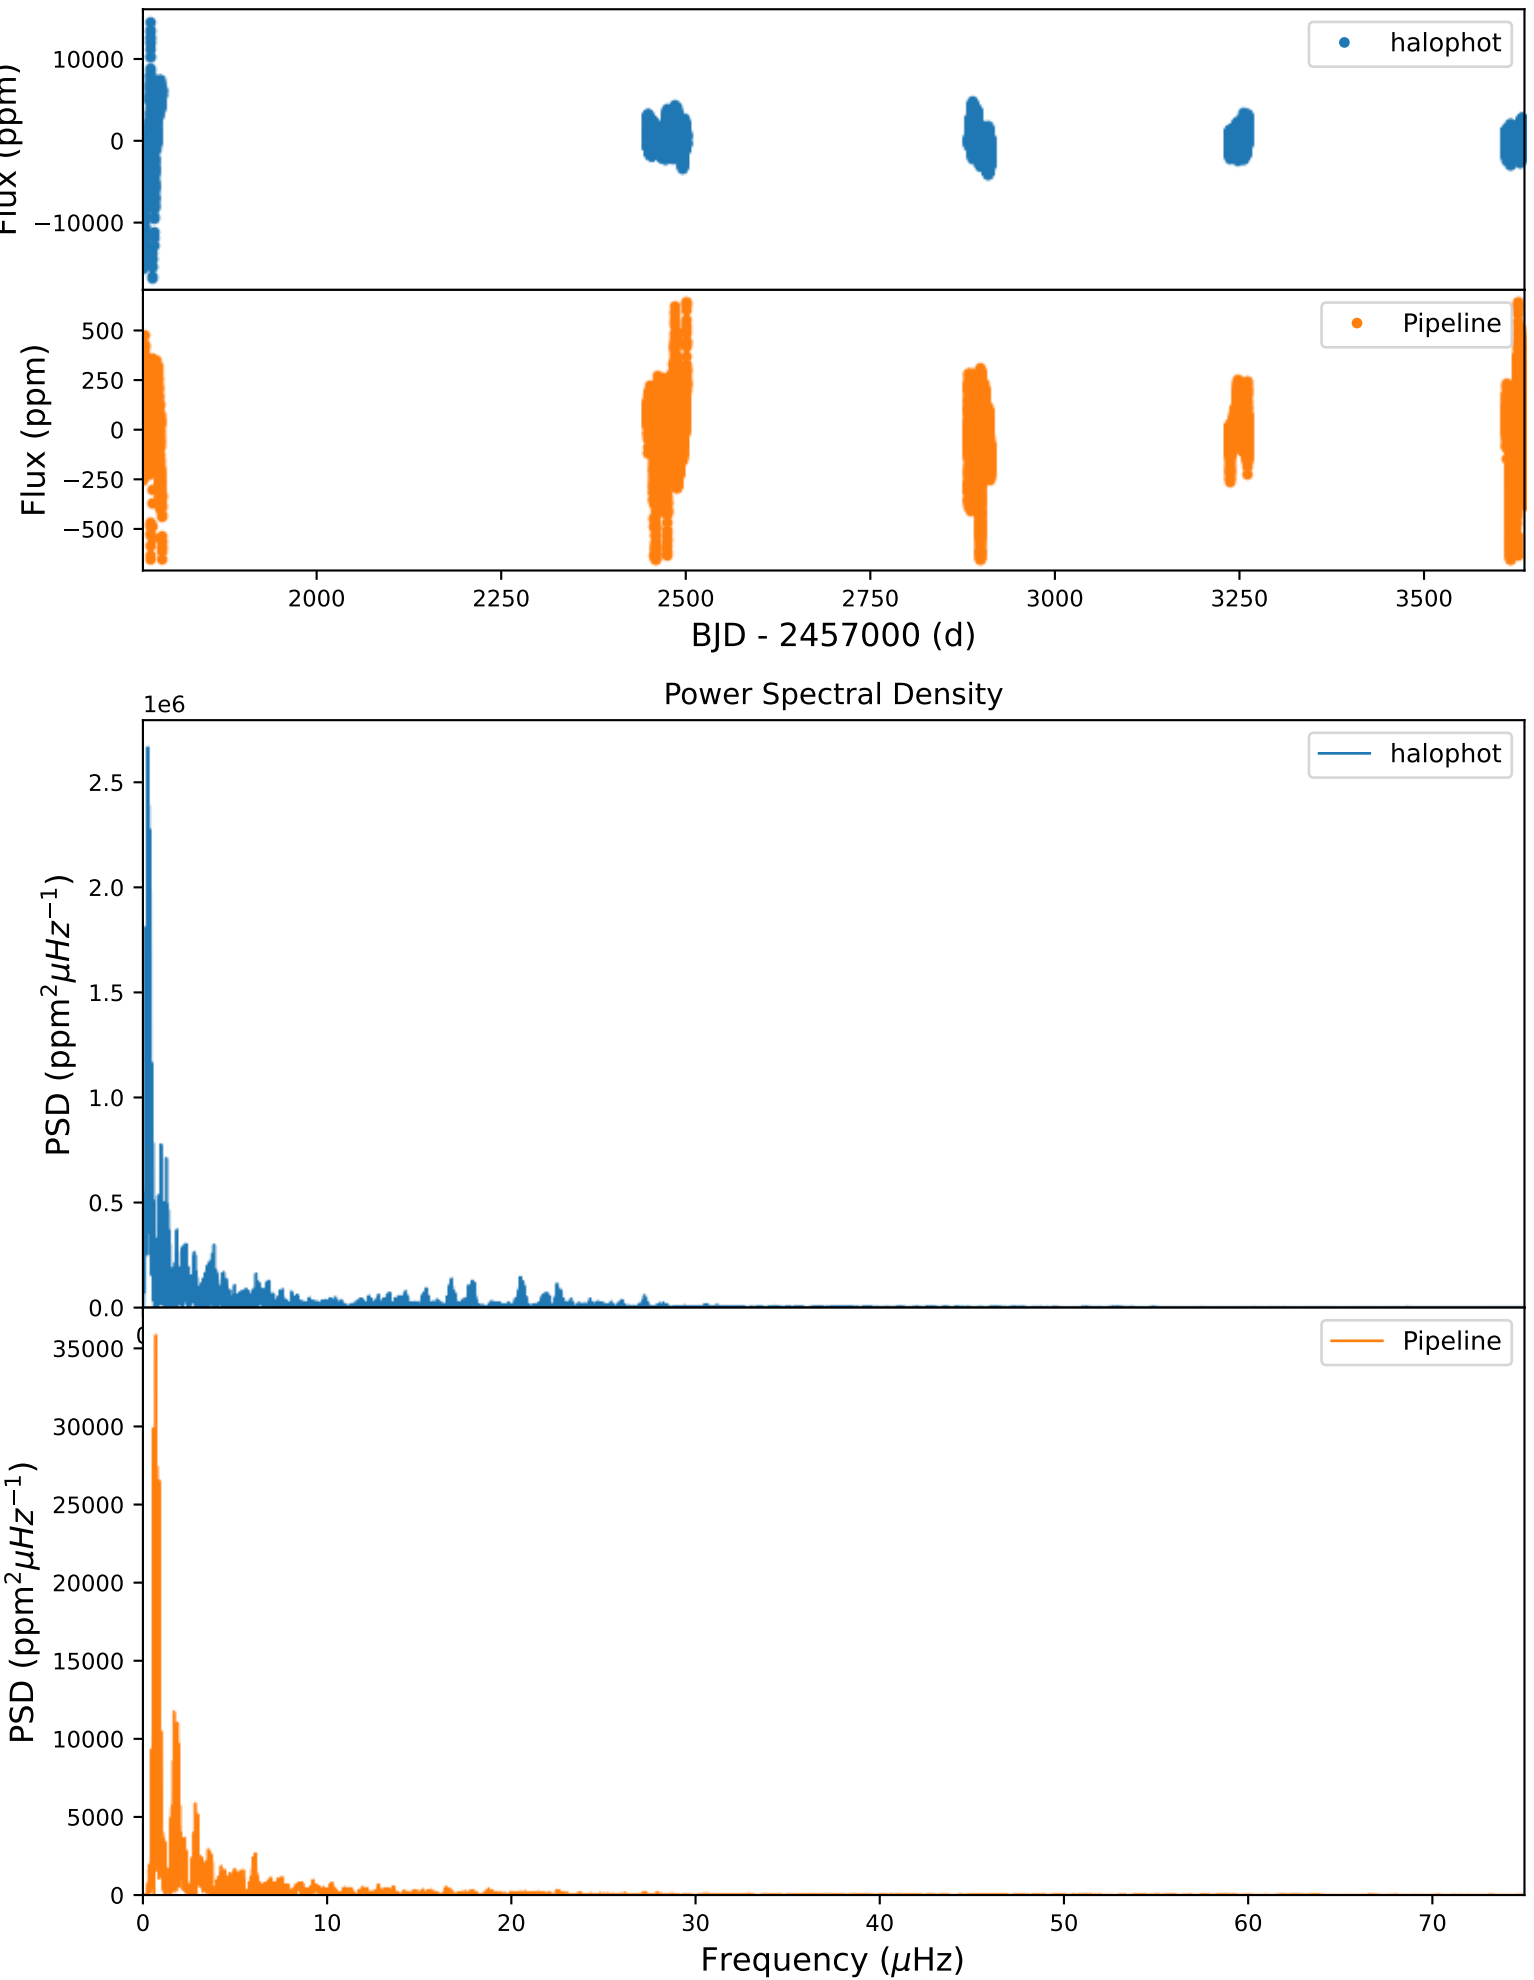 10000
0
−10000
Flux (ppm)
halophot
500
250
0
−250
−500
Flux (ppm)
Pipeline
2000 2250 2500 2750 3000 3250 3500
BJD - 2457000 (d)
Power Spectral Density
1e6
2.5
2.0
1.5
1.0
0.5
0.0
PSD (ppm²μHz⁻¹)
halophot
35000
30000
25000
20000
15000
10000
5000
0
PSD (ppm²μHz⁻¹)
Pipeline
0 10 20 30 40 50 60 70
Frequency (μHz)